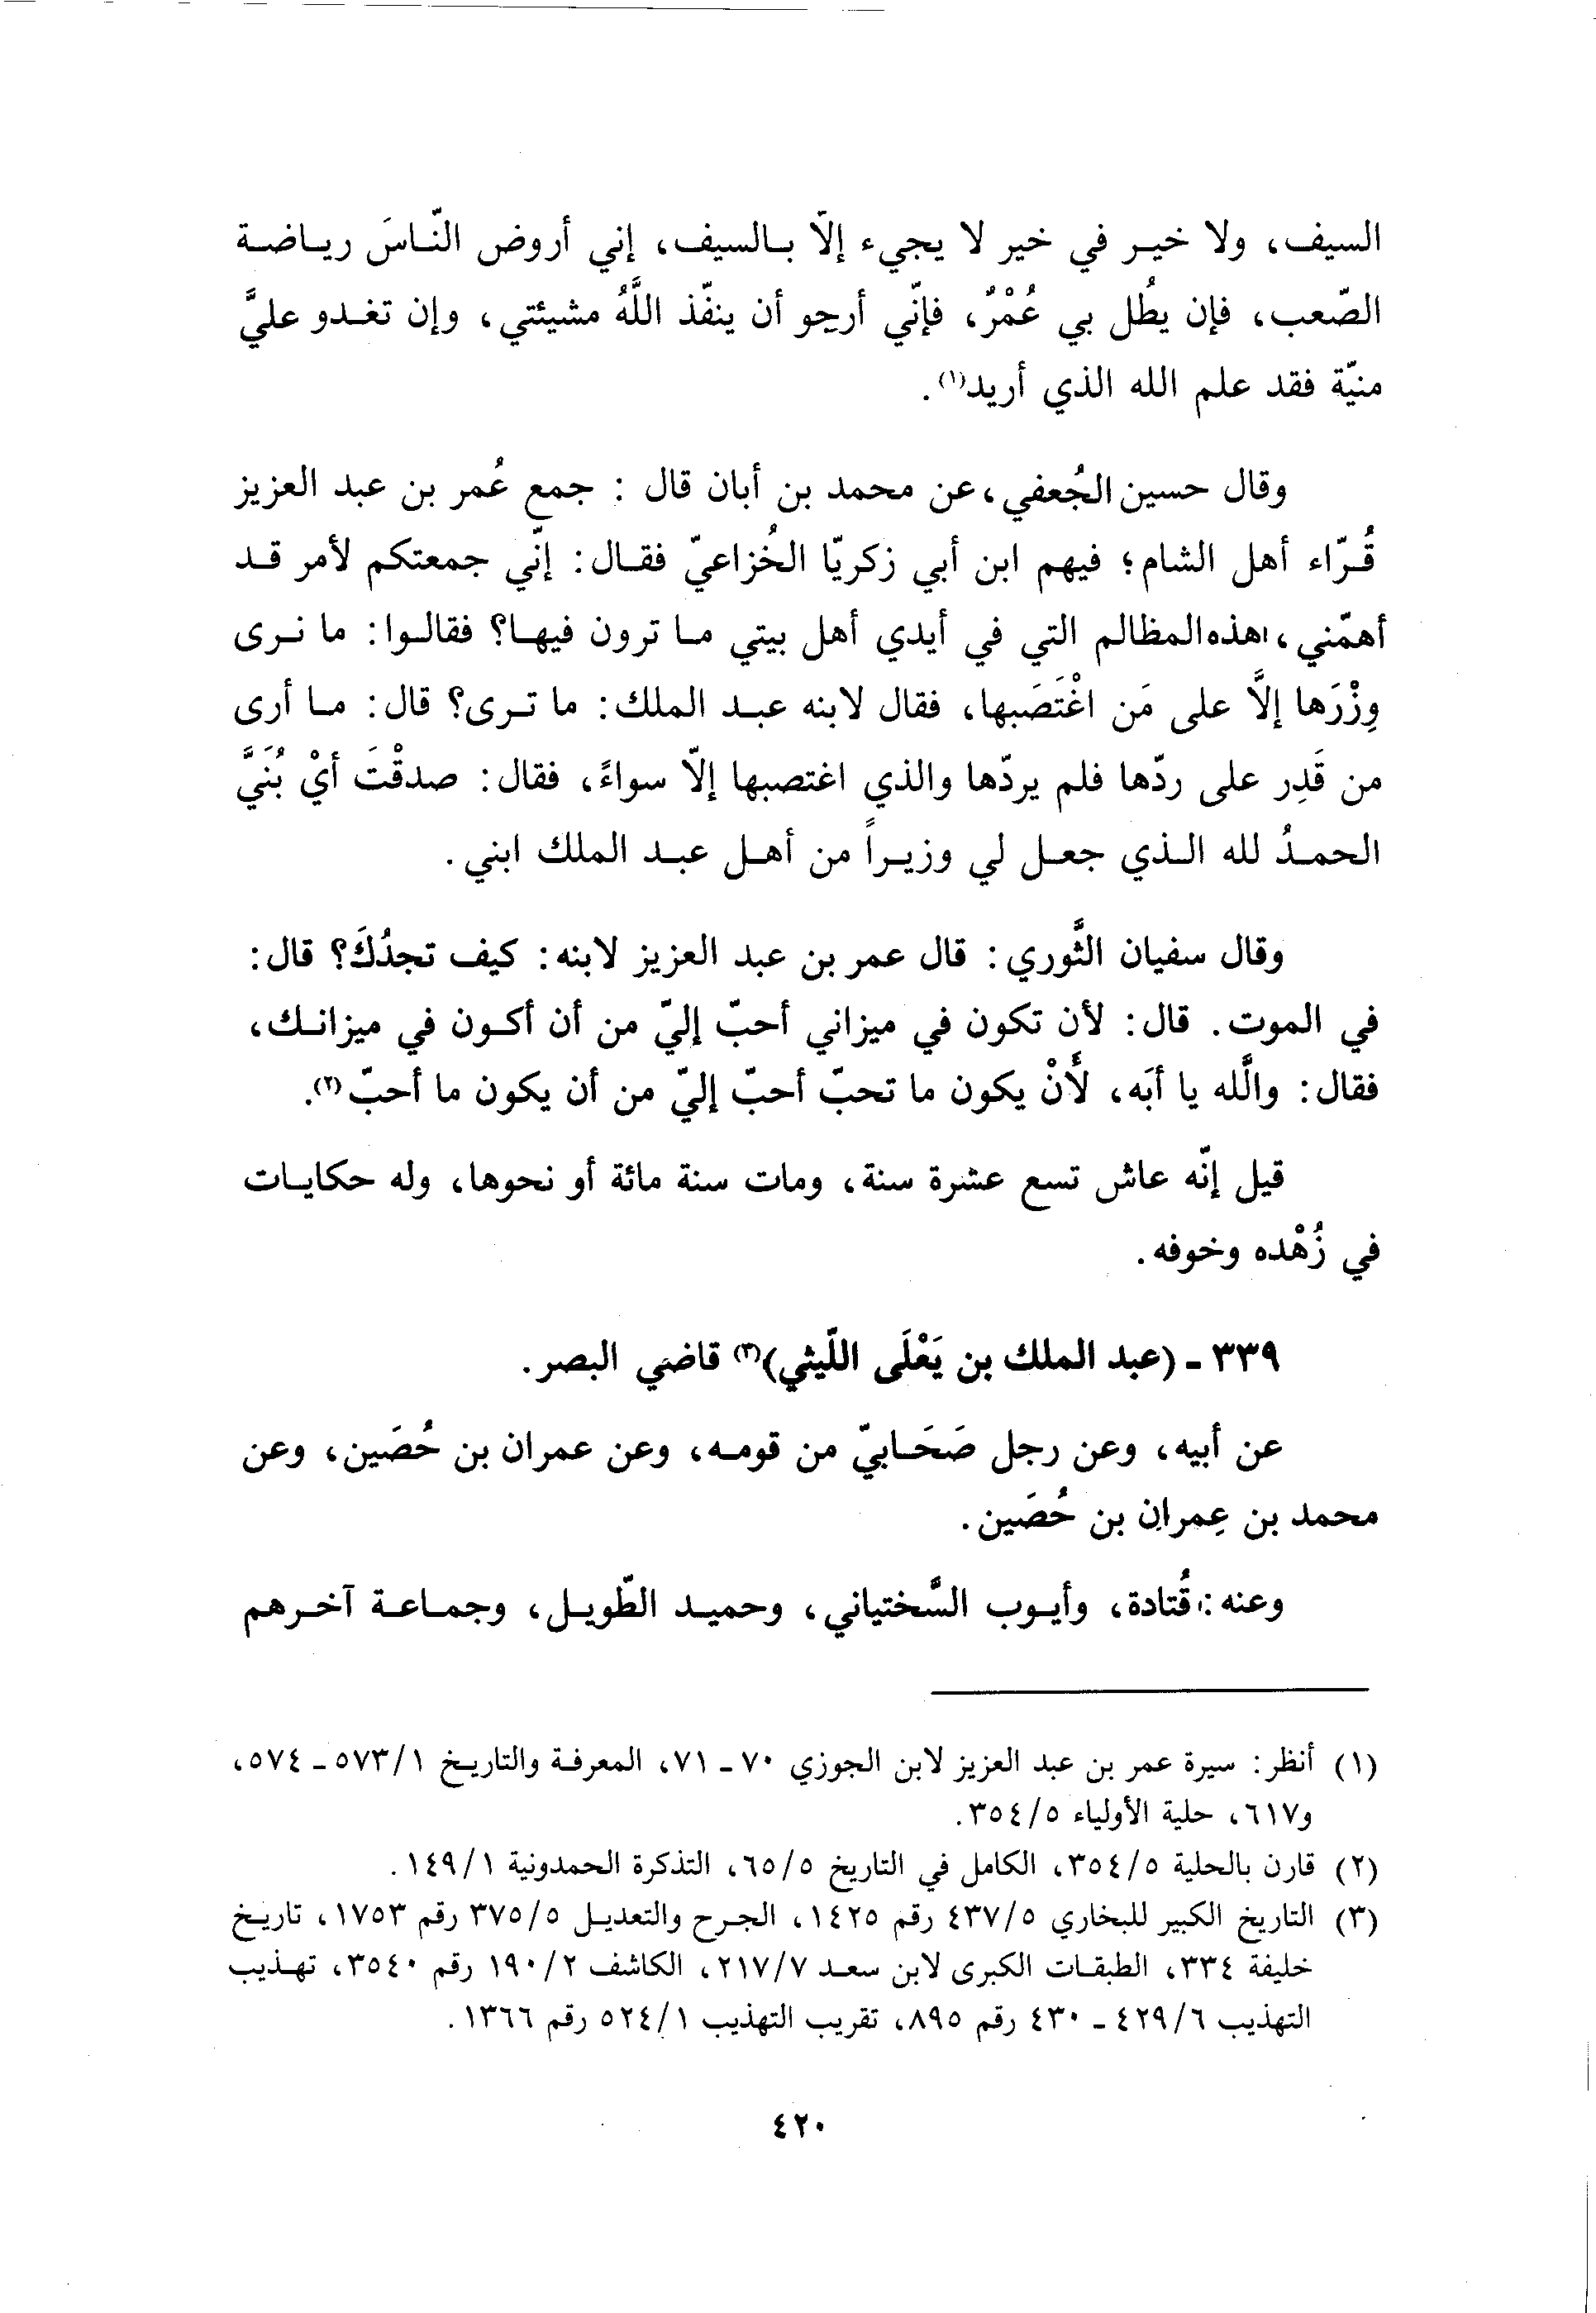 السيف، ولا خير في خير لا يجيء إلاّ بالسيف، إني أروض النّاسَ رياضة
الصّعب، فإن يطُل بي عُمْرٌ، فإنّي أرجو أن ينفّذ اللَّهُ مشيئتي، وإن تغدو عليَّ
منيّة فقد علم الله الذي أريد(١).
وقال حسين الجُعفي، عن محمد بن أبان قال: جمع عُمر بن عبد العزيز
قُرّاء أهل الشام؛ فيهم ابن أبي زكريّا الخُزاعيّ فقال: إنّي جمعتكم لأمر قد
أهمّني، هذه المظالم التي في أيدي أهل بيتي ما ترون فيها؟ فقالوا: ما نرى
وِزْرَها إلاَّ على مَن اغْتَصَبها، فقال لابنه عبد الملك: ما ترى؟ قال: ما أرى
من قَدِر على ردّها فلم يردّها والذي اغتصبها إلاّ سواءً، فقال: صدقْتَ أيْ بُنَيَّ
الحمدُ لله الذي جعل لي وزيراً من أهل عبد الملك ابني.
وقال سفيان الثَّوري: قال عمر بن عبد العزيز لابنه: كيف تجدُكَ؟ قال:
في الموت. قال: لأن تكون في ميزاني أحبّ إليّ من أن أكون في ميزانك،
فقال: واللَّه يا أبَه، لأَنْ يكون ما تحبّ أحبّ إليّ من أن يكون ما أحبّ(٢).
قيل إنّه عاش تسع عشرة سنة، ومات سنة مائة أو نحوها، وله حكايات
في زُهْده وخوفه.
٣٣٩ - (عبد الملك بن يَعْلَى اللّيثي)(٣) قاضي البصر.
عن أبيه، وعن رجل صَحَابيّ من قومه، وعن عمران بن حُصَين، وعن
محمد بن عِمران بن حُصَين.
وعنه: قُتادة، وأيوب السَّختياني، وحميد الطّويل، وجماعة آخرهم
(١) أنظر: سيرة عمر بن عبد العزيز لابن الجوزي ٧٠ - ٧١، المعرفة والتاريخ ٥٧٣/١ - ٥٧٤،
و٦١٧، حلية الأولياء ٣٥٤/٥.
(٢) قارن بالحلية ٣٥٤/٥، الكامل في التاريخ ٦٥/٥، التذكرة الحمدونية ١٤٩/١.
(٣) التاريخ الكبير للبخاري ٤٣٧/٥ رقم ١٤٢٥، الجرح والتعديل ٣٧٥/٥ رقم ١٧٥٣، تاريخ
خليفة ٣٣٤، الطبقات الكبرى لابن سعد ٢١٧/٧، الكاشف ١٩٠/٢ رقم ٣٥٤٠، تهذيب
التهذيب ٤٢٩/٦ - ٤٣٠ رقم ٨٩٥، تقريب التهذيب ٥٢٤/١ رقم ١٣٦٦.
٤٢٠